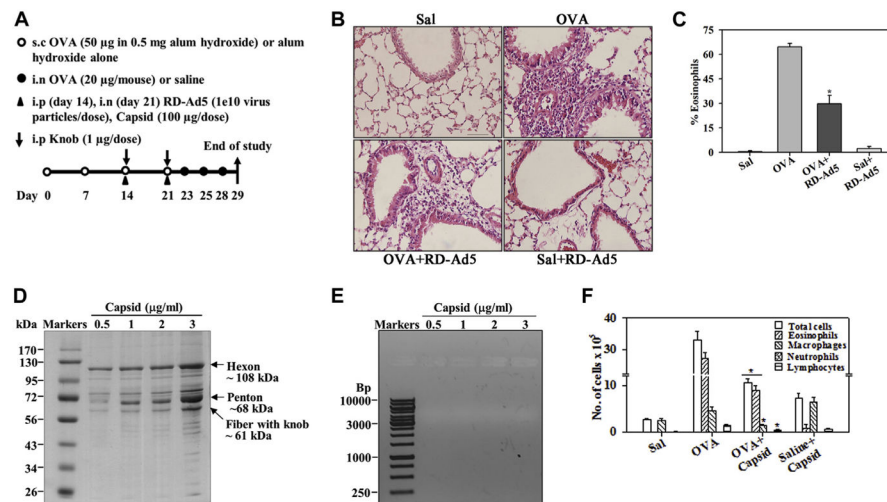 A
s.c OVA (50 µg in 0.5 mg alum hydroxide) or alum
hydroxide alone
i.n OVA (20 µg/mouse) or saline
i.p (day 14), i.n (day 21) RD-Ad5 (1e10 virus
particles/dose), Capsid (100 µg/dose)
i.p Knob (1 µg/dose)
End of study
Day 0 7 14 21 23 25 28 29
B
Sal OVA
OVA+RD-Ad5 Sal+RD-Ad5
C
% Eosinophils
75
60
45
30
15
0
*
Sal
OVA
OVA+
RD-Ad5
Sal+
RD-Ad5
D
Capsid (µg/ml)
kDa Markers 0.5 1 2 3
170
130
95
72
56
43
34
26
Hexon
~ 108 kDa
Penton
~68 kDa
Fiber with knob
~ 61 kDa
E
Capsid (µg/ml)
Markers 0.5 1 2 3
Bp
10000
3000
1000
250
F
No. of cells x 10⁵
40
30
10
0
Total cells
Eosinophils
Macrophages
Neutrophils
Lymphocytes
*
*
*
Sal
OVA
OVA+
Capsid
Saline+
Capsid